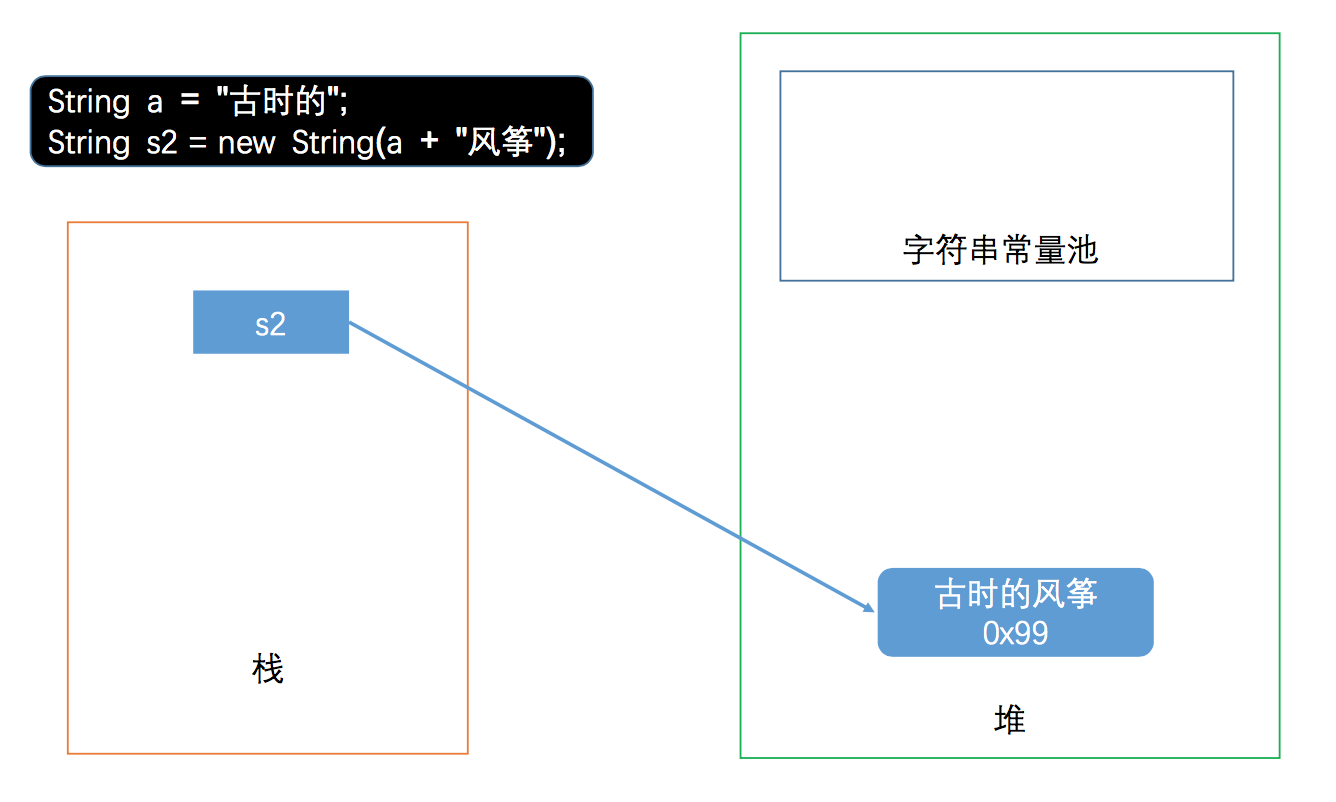 String a = "古时的";
String s2 = new String(a + "风筝");
字符串常量池
s2
古时的风筝
0x99
栈
堆